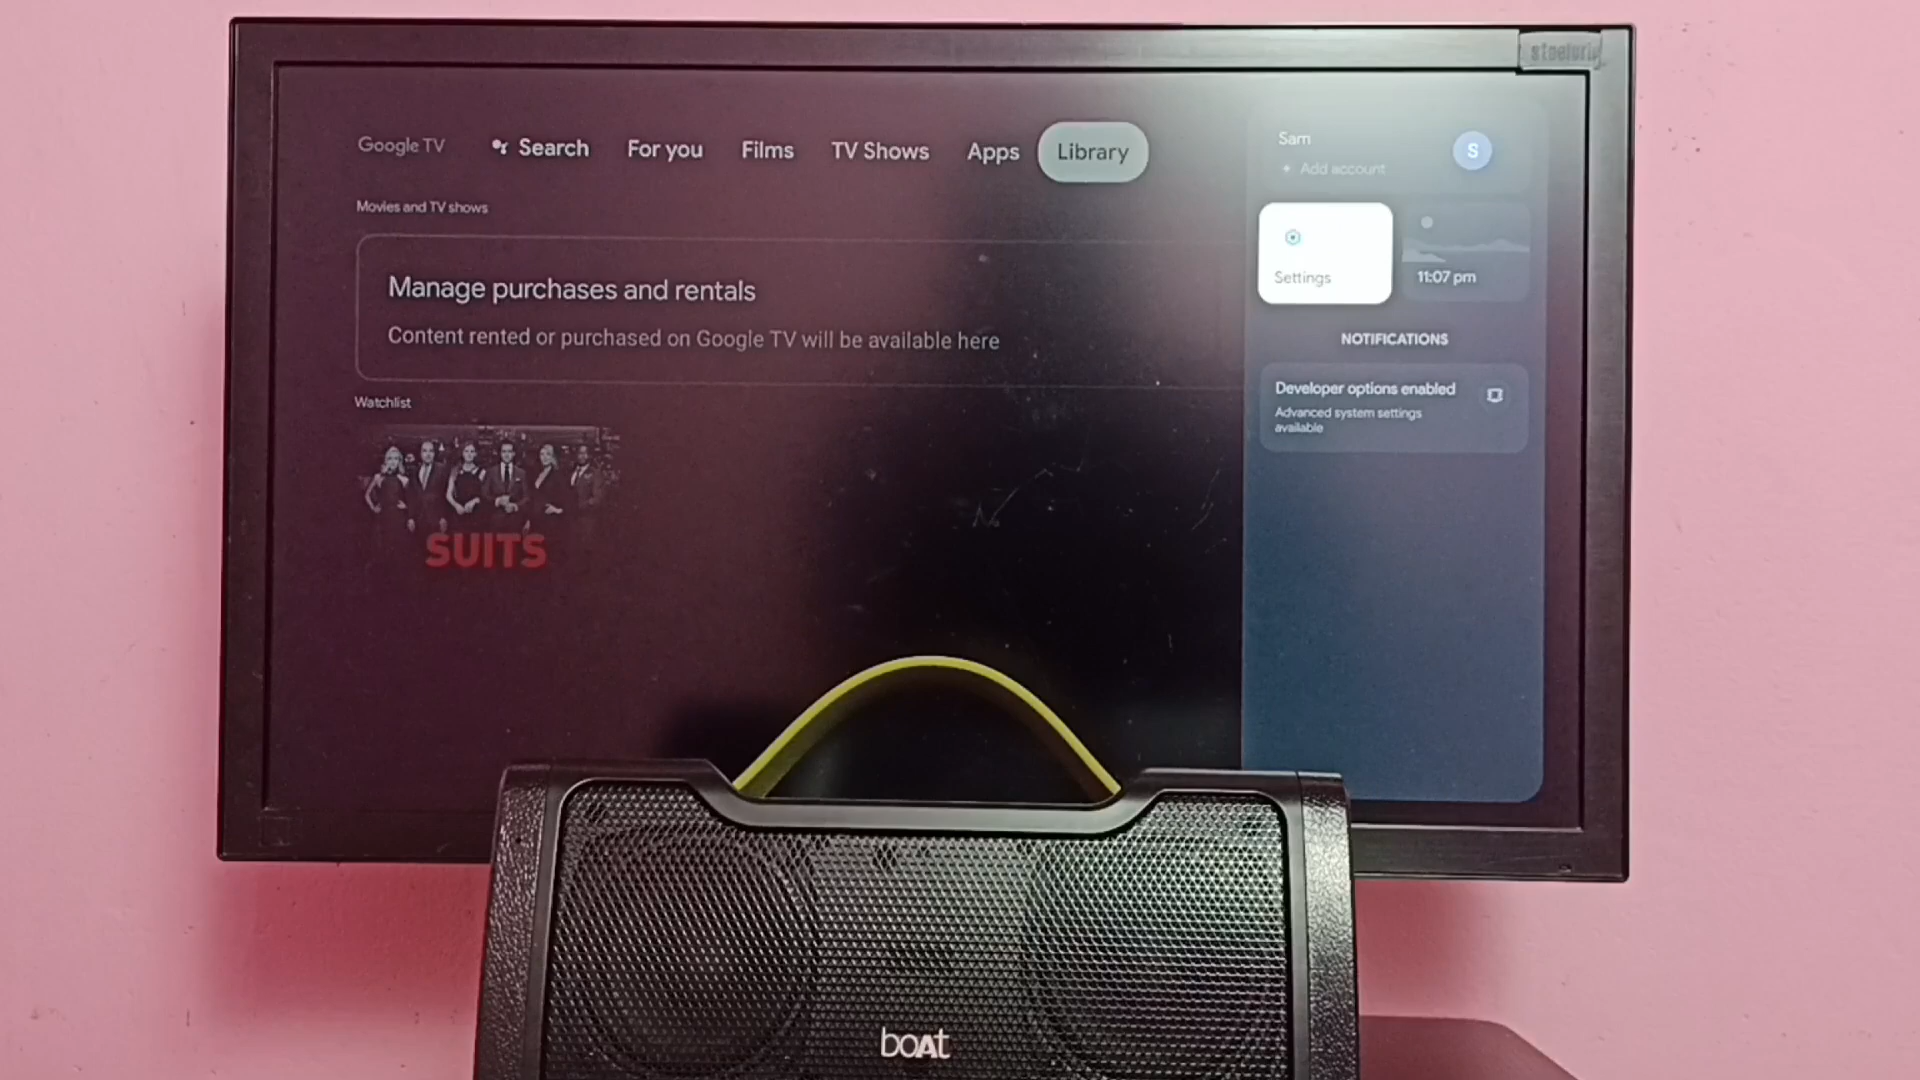 Google TV
Search
For you
Films
TV Shows
Apps
Library
Movies and TV shows
Manage purchases and rentals
Content rented or purchased on Google TV will be available here
Watchlist
SUITS
Sam
S
+ Add account
Settings
11:07 pm
NOTIFICATIONS
Developer options enabled
Advanced system settings
available
boAt